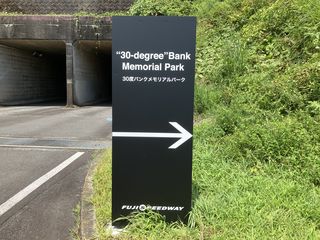 "30-degree"Bank
Memorial Park
30度バンクメモリアルパーク
FUJI SPEEDWAY